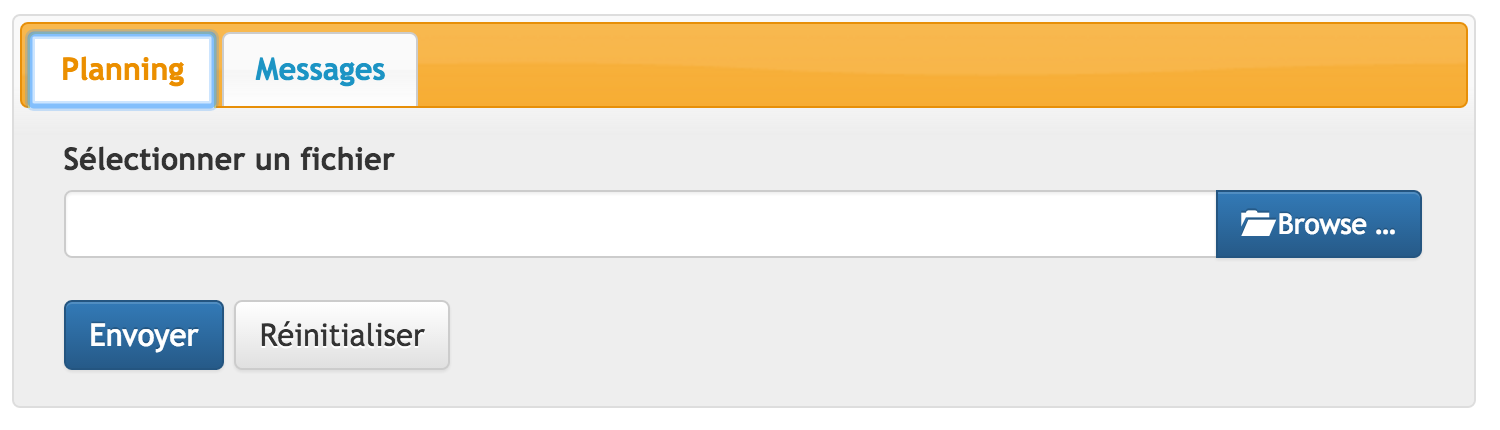 Planning Messages
Sélectionner un fichier
Browse ...
Envoyer Réinitialiser